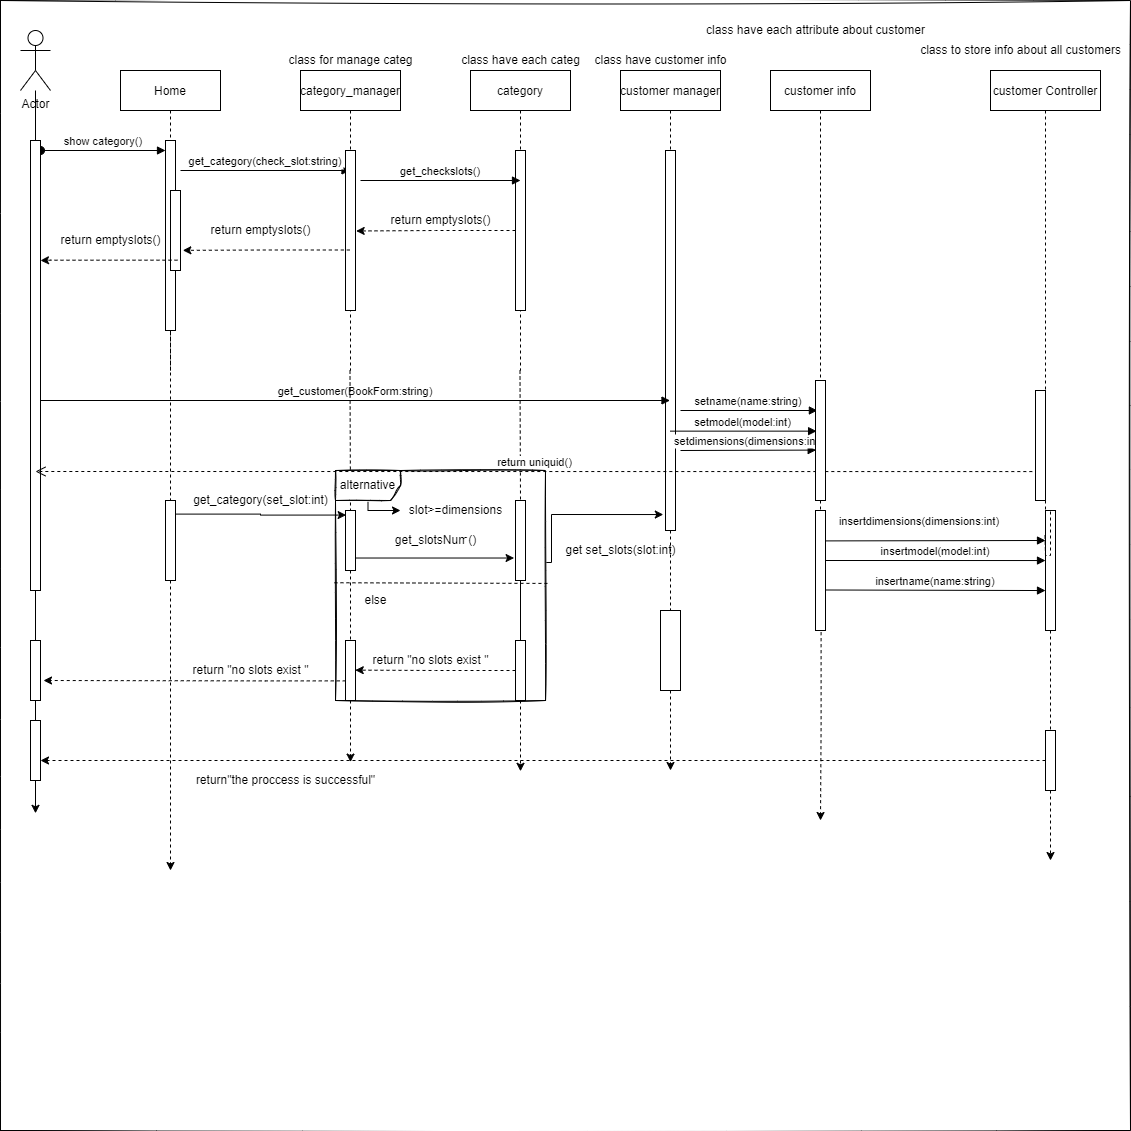 class have each attribute about customer
class to store info about all customers
class for manage categ
class have each categ
class have customer info
Actor
Home
category_manager
category
customer manager
customer info
customer Controller
show category()
get_category(check_slot:string)
get_checkslots()
return emptyslots()
return emptyslots()
return emptyslots()
get_customer(BookForm:string)
setname(name:string)
setmodel(model:int)
setdimensions(dimensions:in
return uniquid()
alternative
get_category(set_slot:int)
slot>=dimensions
insertdimensions(dimensions:int)
get_slotsNum()
get set_slots(slot:int)
insertmodel(model:int)
insertname(name:string)
else
return "no slots exist "
return "no slots exist "
return"the proccess is successful"